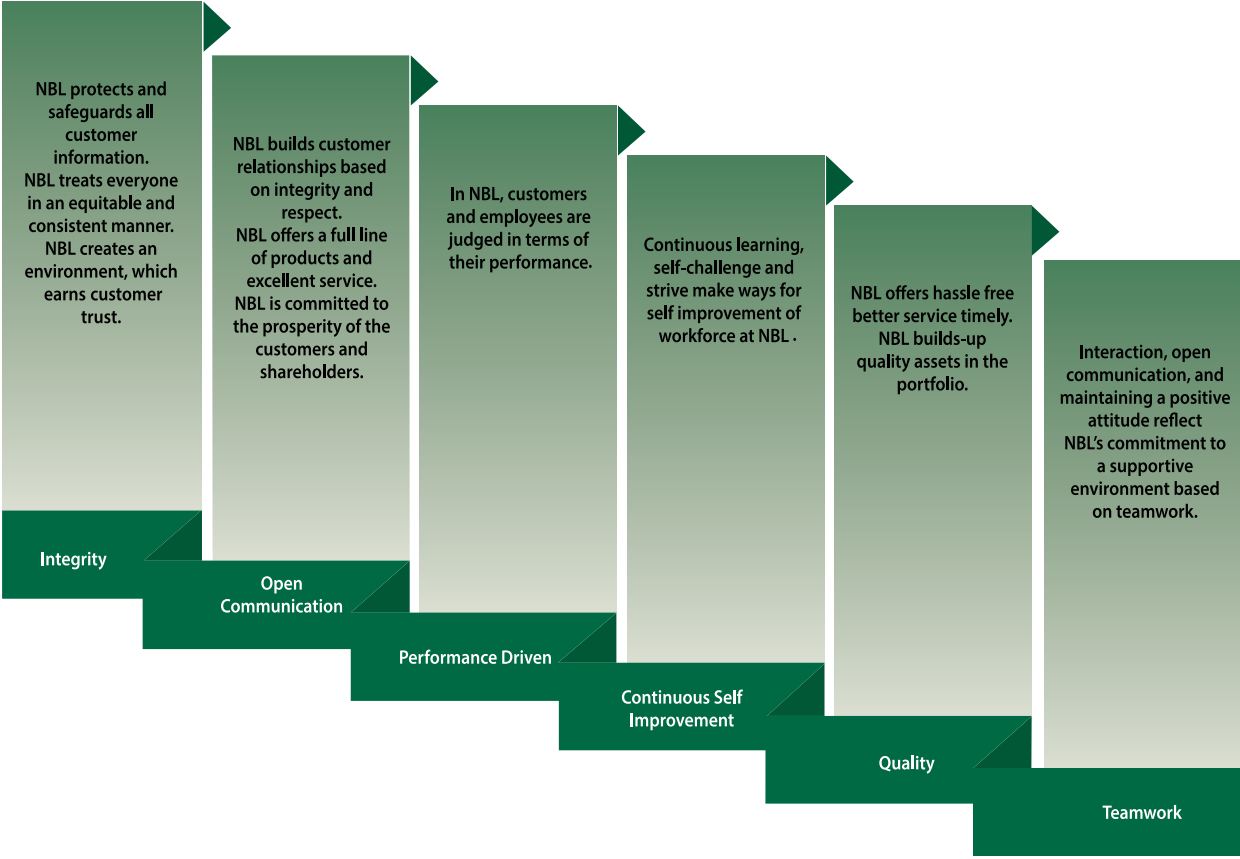 NBL protects and
safeguards all
customer
information.
NBL treats everyone
in an equitable and
consistent manner.
NBL creates an
environment, which
earns customer
trust.
Integrity
NBL builds customer
relationships based
on integrity and
respect.
NBL offers a full line
of products and
excellent service.
NBL is committed to
the prosperity of the
customers and
shareholders.
Open
Communication
In NBL, customers
and employees are
judged in terms of
their performance.
Performance Driven
Continuous learning,
self-challenge and
strive make ways for
self improvement of
workforce at NBL .
Continuous Self
Improvement
NBL offers hassle free
better service timely.
NBL builds-up
quality assets in the
portfolio.
Quality
Interaction, open
communication, and
maintaining a positive
attitude reflect
NBL’s commitment to
a supportive
environment based
on teamwork.
Teamwork